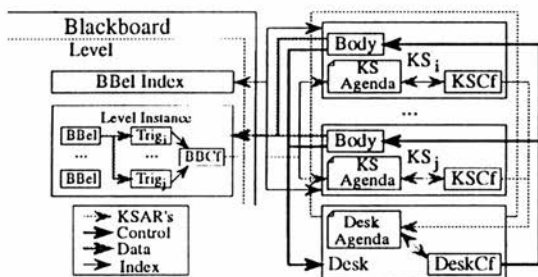 Blackboard
Level
BBel Index
Level Instance
BBel
Trig i
...
...
BBCf
BBel
Trig j
KSAR's
Control
Data
Index
Body
KS
Agenda
KS i
KSCf
...
Body
KS
Agenda
KS j
KSCf
Desk
Agenda
Desk
DeskCf